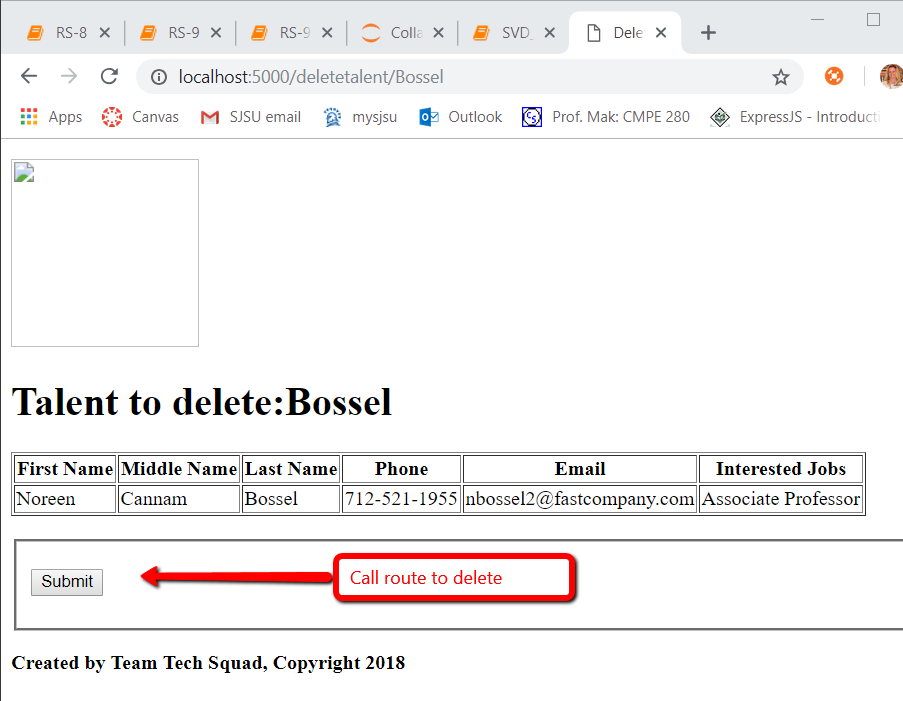 RS-8 RS-9 RS-9 Colla SVD_ Dele
localhost:5000/deletetalent/Bossel
Apps Canvas SJSU email mysjsu Outlook Prof. Mak: CMPE 280 ExpressJS - Introducti
Talent to delete:Bossel
First Name Middle Name Last Name Phone Email Interested Jobs
Noreen Cannam Bossel 712-521-1955 nbossel2@fastcompany.com Associate Professor
Submit Call route to delete
Created by Team Tech Squad, Copyright 2018